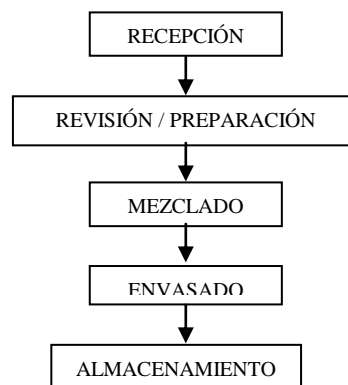 RECEPCIÓN
REVISIÓN / PREPARACIÓN
MEZCLADO
ENVASADO
ALMACENAMIENTO